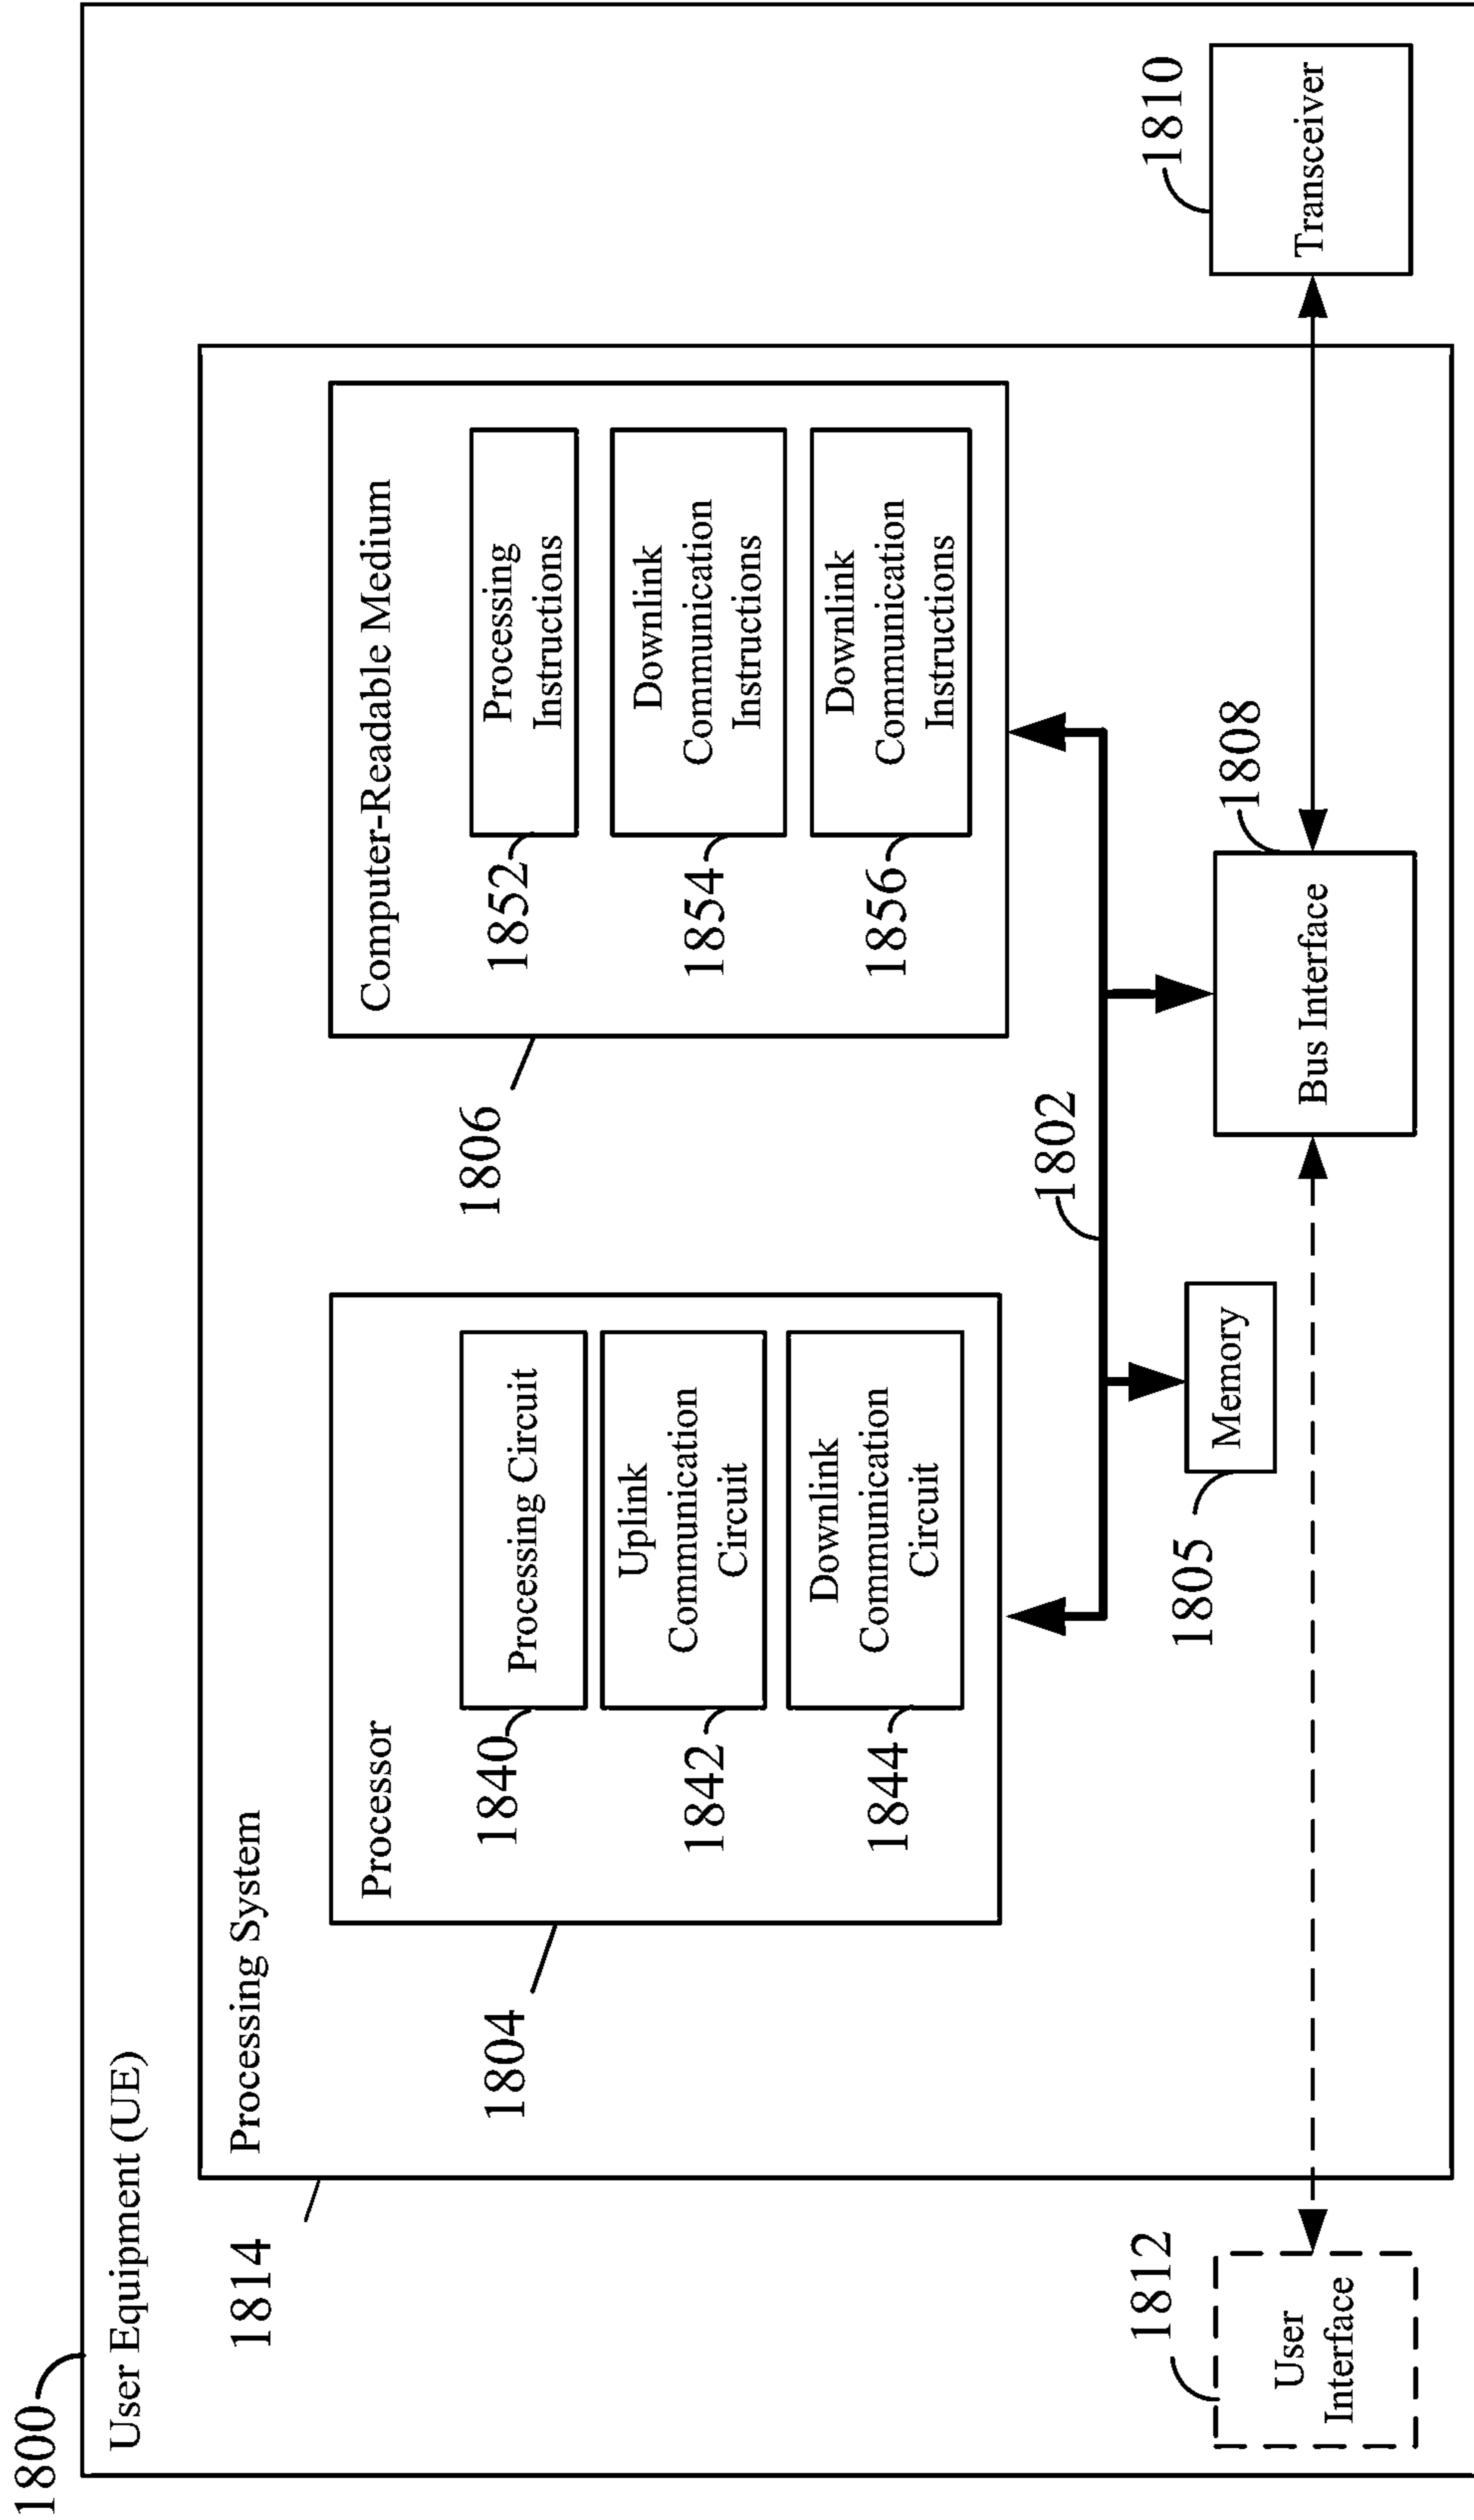 1800
User Equipment (UE)
1814
Processing System
1804
Processor
1840
Processing Circuit
1842
Uplink
Communication
Circuit
1844
Downlink
Communication
Circuit
1806
Computer-Readable Medium
1852
Processing
Instructions
1854
Downlink
Communication
Instructions
1856
Downlink
Communication
Instructions
1802
1805
Memory
1808
Bus Interface
1812
User
Interface
1810
Transceiver